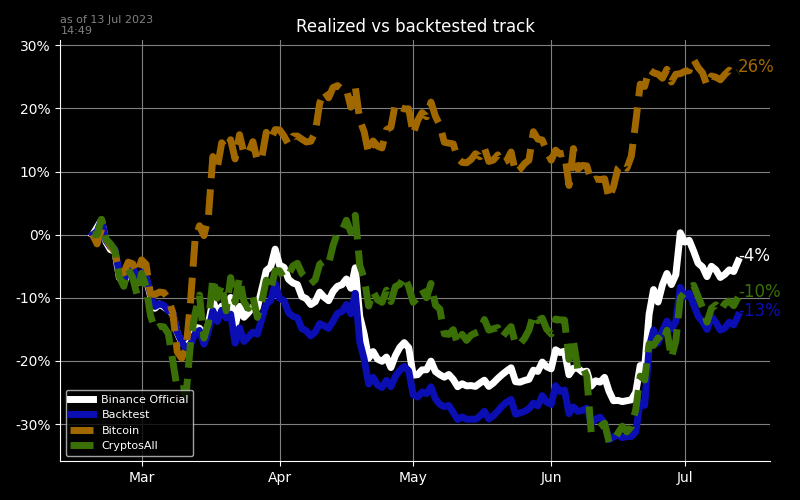 as of 13 Jul 2023
14:49
Realized vs backtested track
30%
20%
10%
0%
-10%
-20%
-30%
26%
-4%
-10%
-13%
Binance Official
Backtest
Bitcoin
CryptosAll
Mar
Apr
May
Jun
Jul